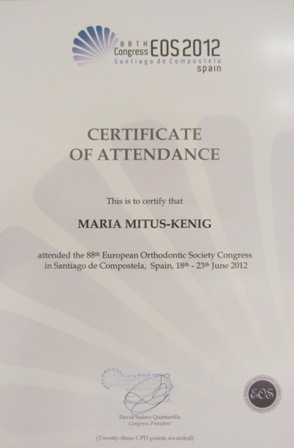 88TH
Congress EOS2012
Santiago de Compostela
spain
CERTIFICATE
OF ATTENDANCE
This is to certify that
MARIA MITUS-KENIG
attended the 88th European Orthodontic Society Congress
in Santiago de Compostela, Spain, 18th - 23th June 2012
David Suárez Quintanilla
Congress President
(Twenty three CPD points awarded)
EOS